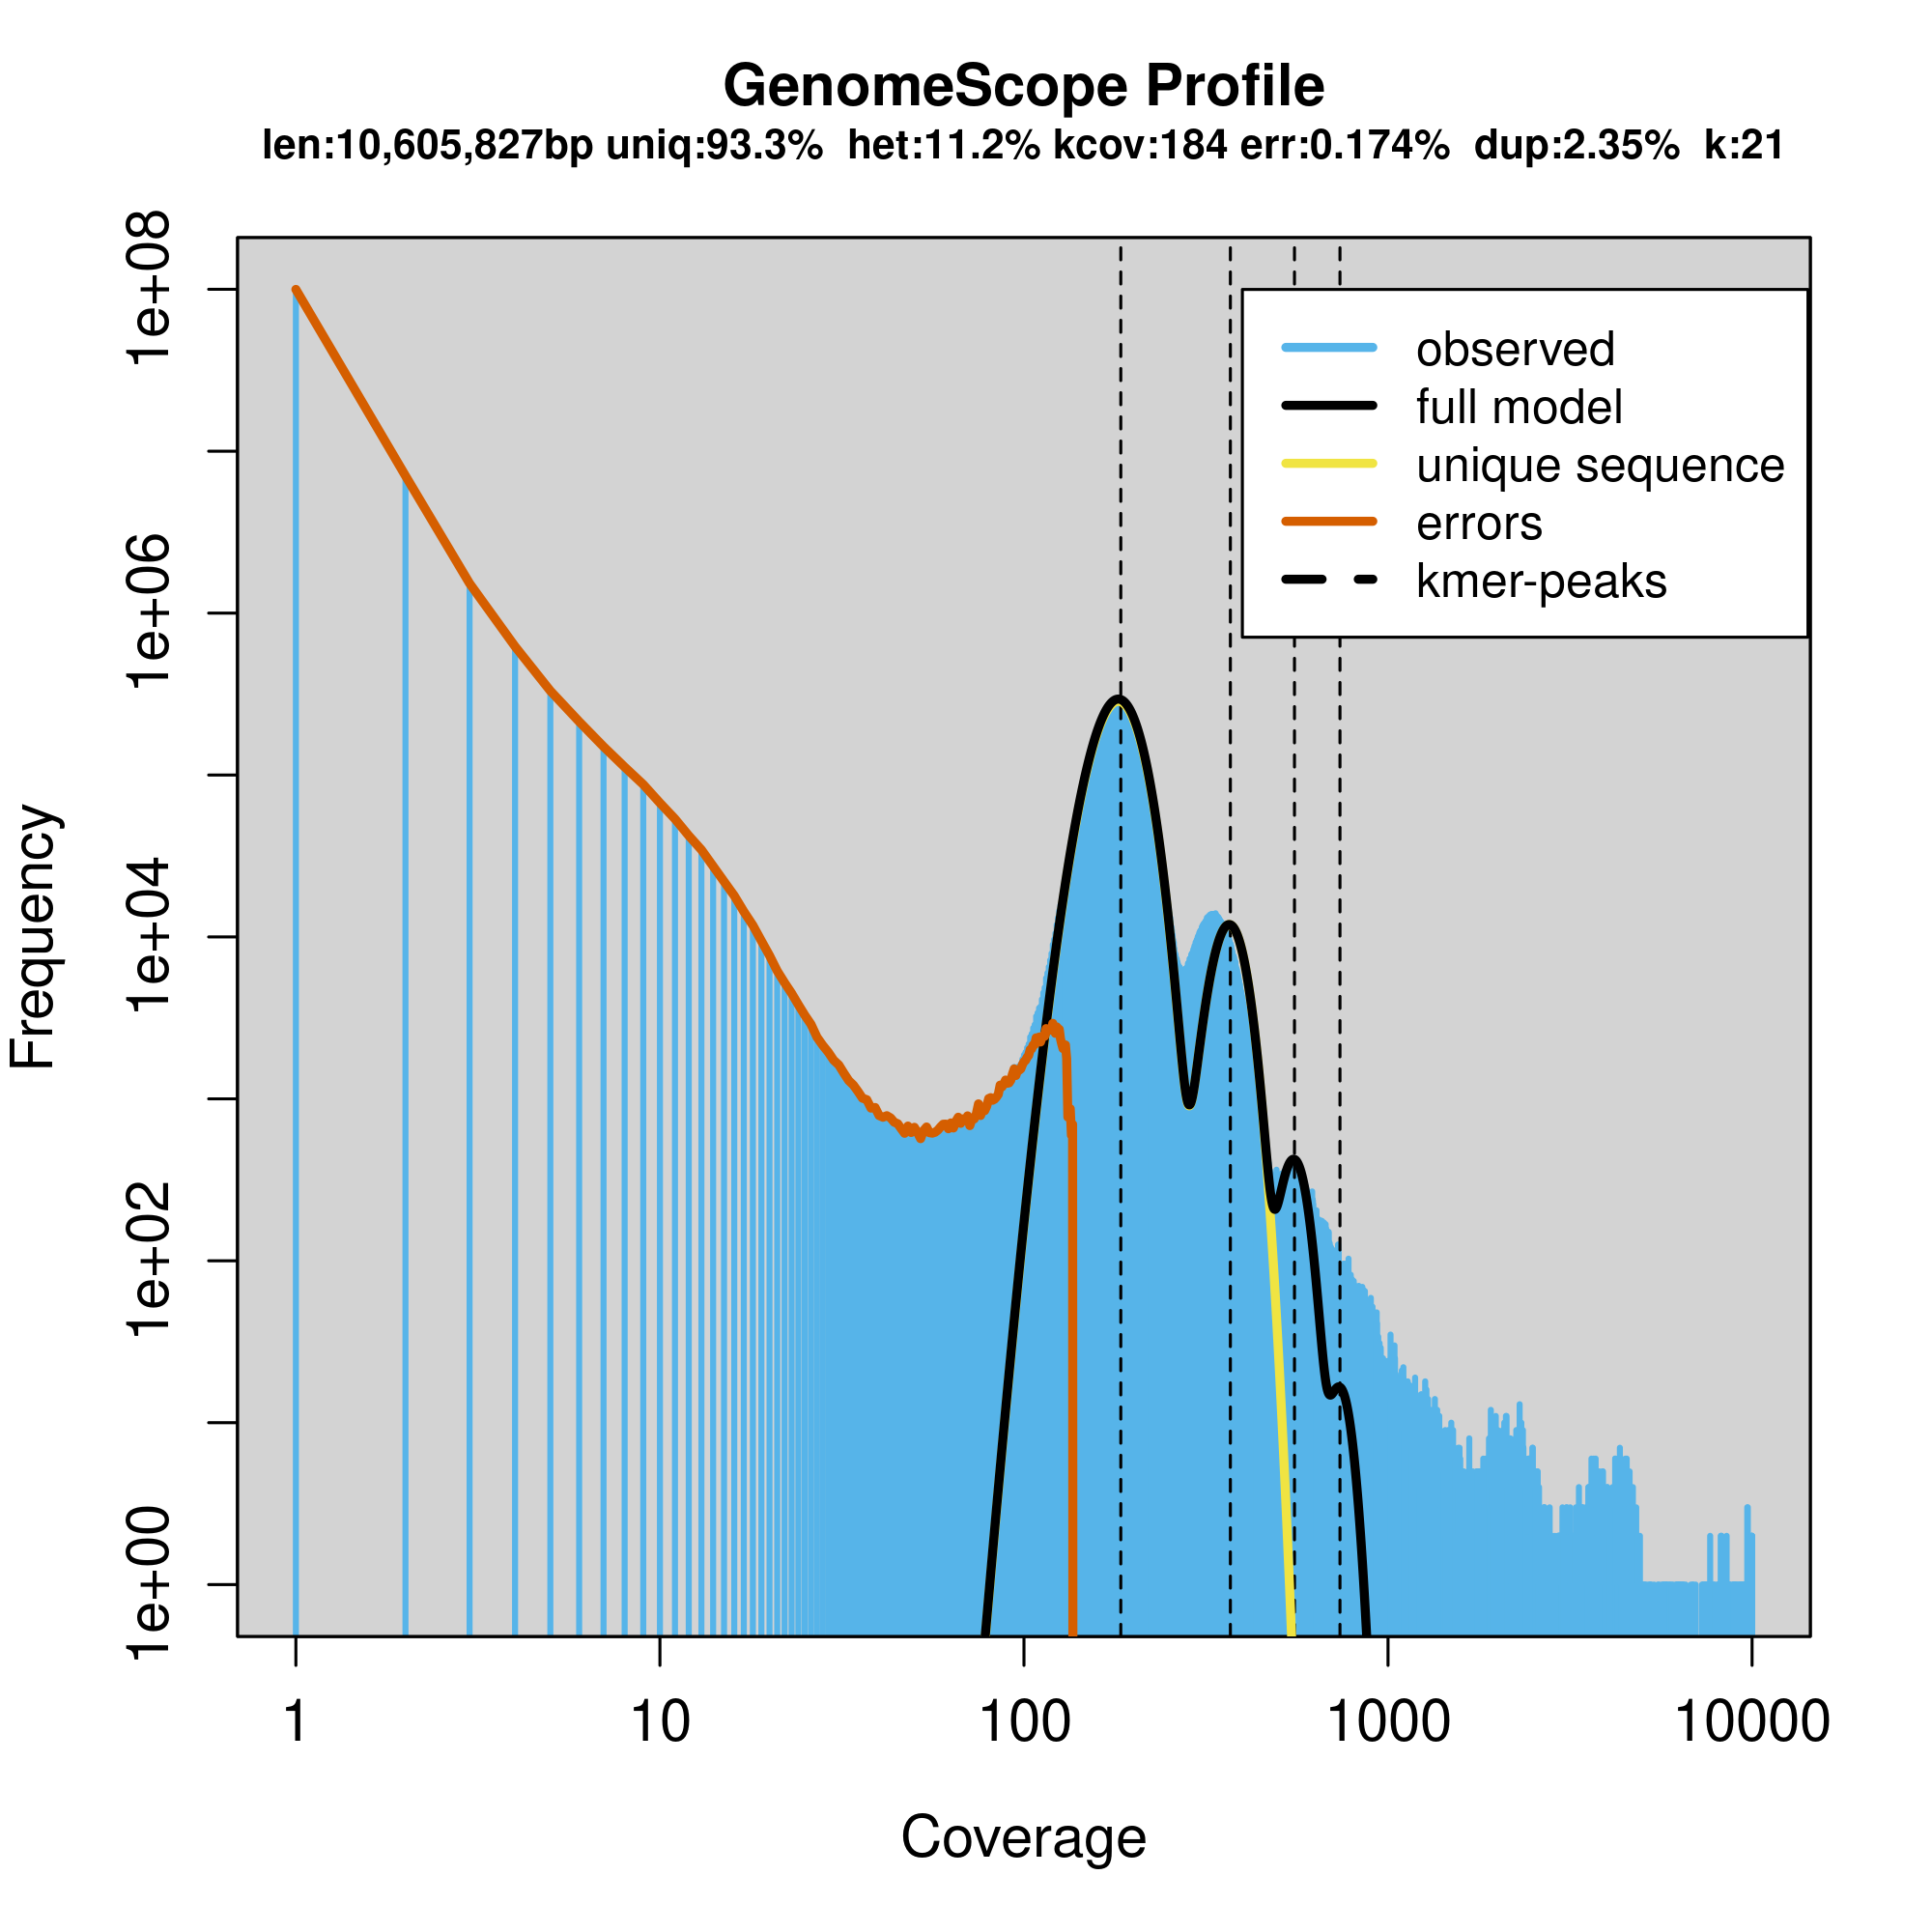 GenomeScope Profile
len:10,605,827bp uniq:93.3% het:11.2% kcov:184 err:0.174% dup:2.35% k:21
1e+08
1e+06
1e+04
1e+02
1e+00
Frequency
observed
full model
unique sequence
errors
kmer-peaks
1 10 100 1000 10000
Coverage